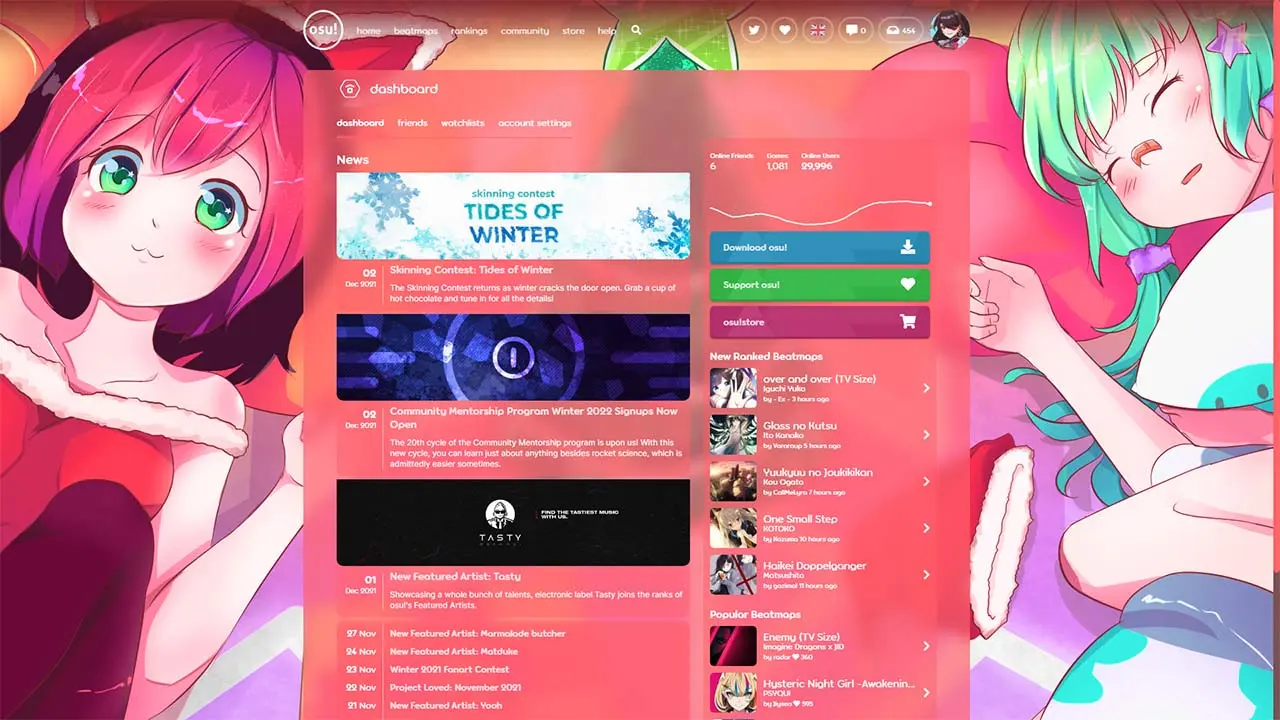 osu!
home beatmaps rankings community store help
0
454
dashboard
dashboard friends watchlists account settings
News
skinning contest
TIDES OF
WINTER
02
Dec 2021
Skinning Contest: Tides of Winter
The Skinning Contest returns as winter cracks the door open. Grab a cup of
hot chocolate and tune in for all the details!
02
Dec 2021
Community Mentorship Program Winter 2022 Signups Now
Open
The 20th cycle of the Community Mentorship program is upon us! With this
new cycle, you can learn just about anything besides rocket science, which is
admittedly easier sometimes.
TASTY
FIND THE TASTIEST MUSIC
WITH US.
01
Dec 2021
New Featured Artist: Tasty
Showcasing a whole bunch of talents, electronic label Tasty joins the ranks of
osu!'s Featured Artists.
27 Nov New Featured Artist: Marmalade butcher
24 Nov New Featured Artist: Matduke
23 Nov Winter 2021 Fanart Contest
22 Nov Project Loved: November 2021
21 Nov New Featured Artist: Yooh
Online Friends Games Online Users
6 1,081 29,996
Download osu!
Support osu!
osu!store
New Ranked Beatmaps
over and over (TV Size)
Iguchi Yuka
by - Ez - 3 hours ago
Glass no Kutsu
Ito Kanako
by Vararoup 5 hours ago
Yuukyuu no Joukikikan
Kou Ogata
by CallMeLyra 7 hours ago
One Small Step
KOTOKO
by Kazuma 10 hours ago
Haikei Doppelganger
Matsushita
11 hours ago
Popular Beatmaps
Enemy (TV Size)
Imagine Dragons x JID
by radar 360
Hysteric Night Girl -Awakenin...
PSYQUI
by Ilyseo 595